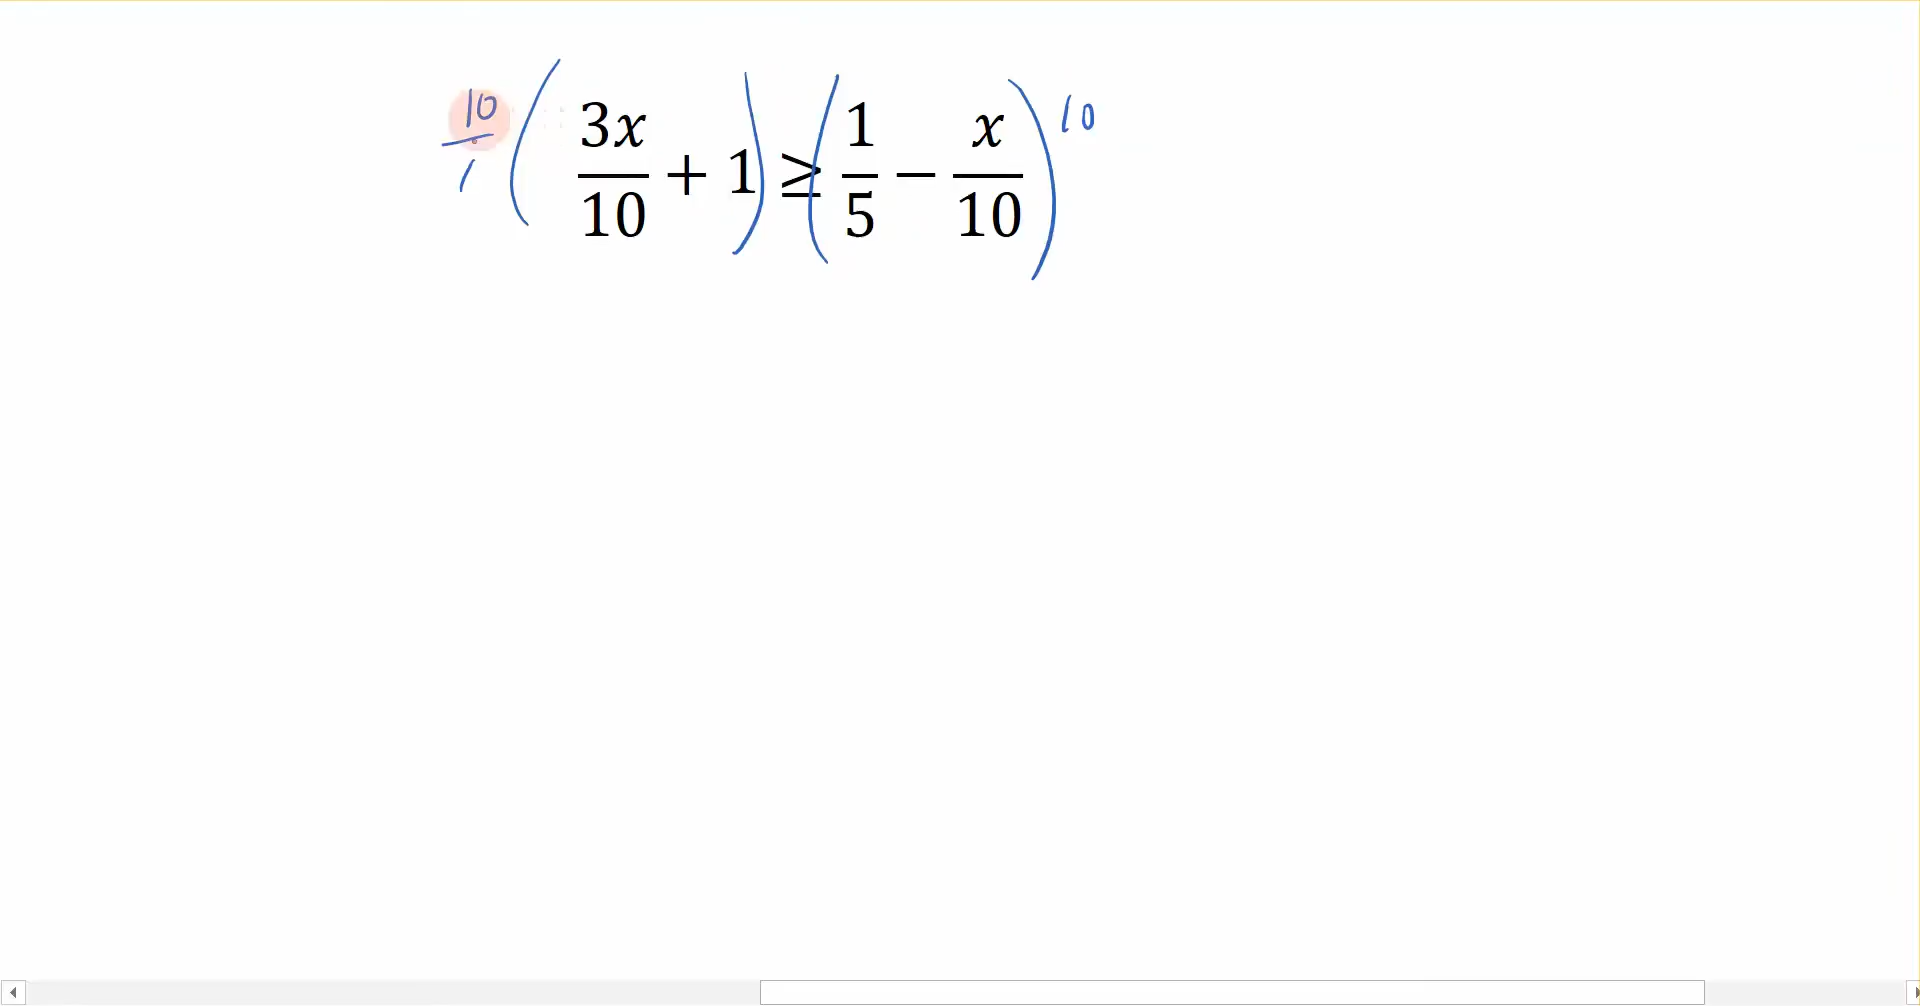 10/1 ( 3x/10 + 1 ) ≥ ( 1/5 − x/10 ) 10